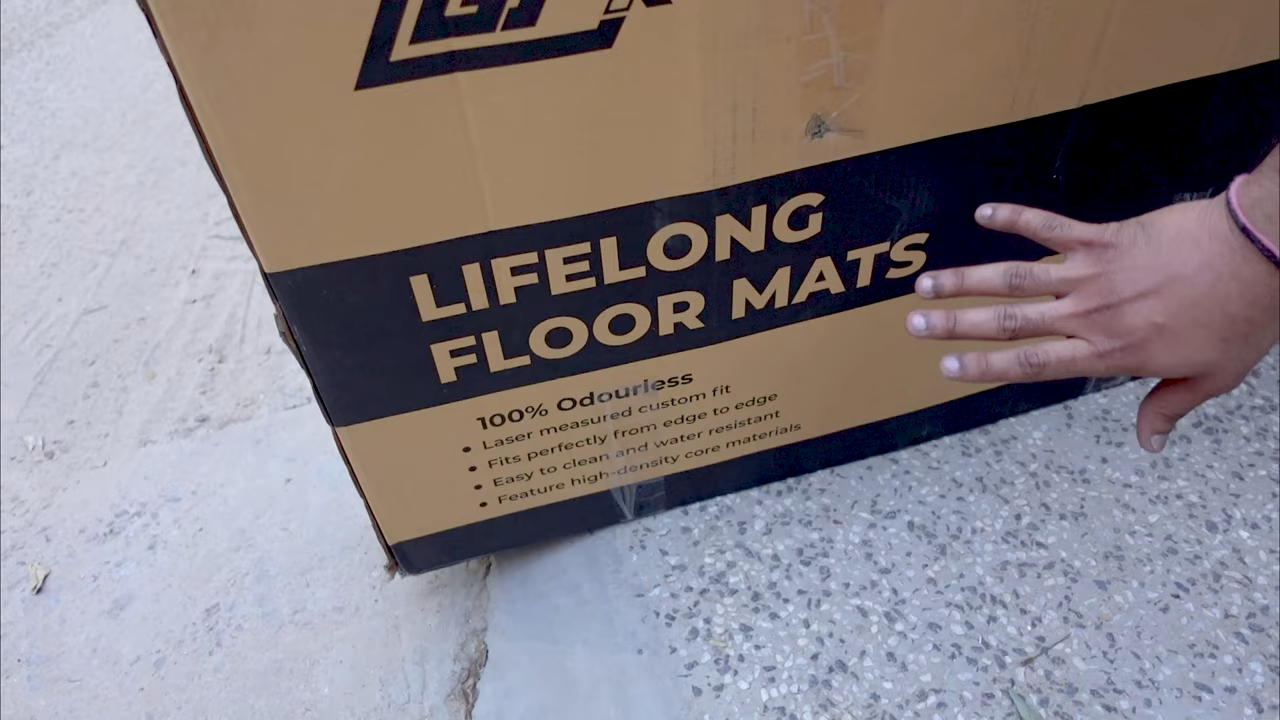 LIFELONG
FLOOR MATS
100% Odourless
• Laser measured custom fit
• Fits perfectly from edge to edge
• Easy to clean and water resistant
• Feature high-density core materials